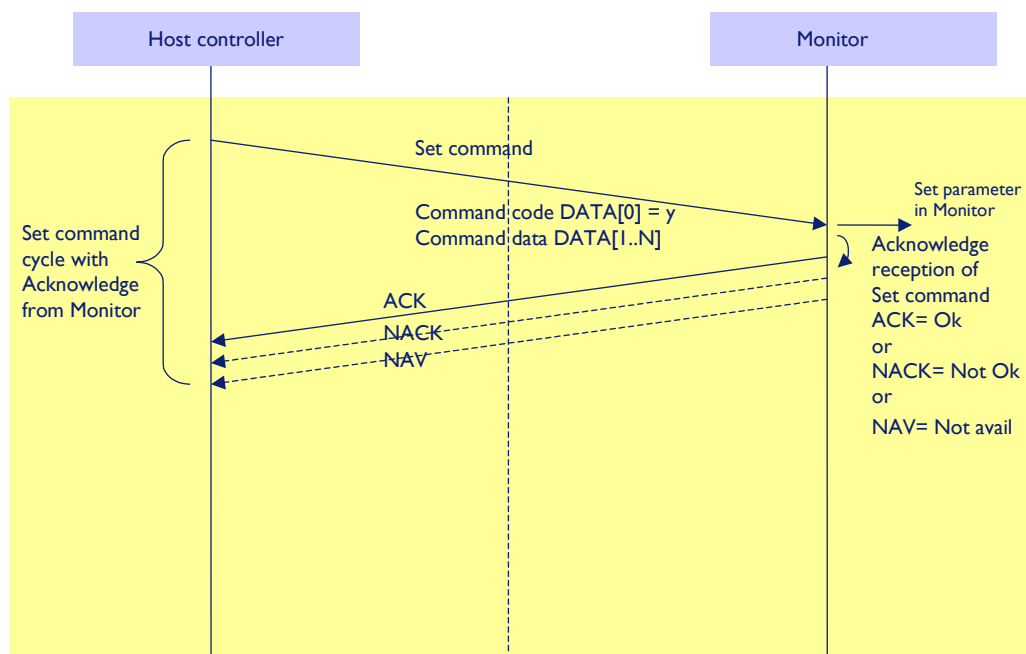 Host controller
Monitor
Set command
Command code DATA[0] = y
Command data DATA[1..N]
Set parameter
in Monitor
Set command
cycle with
Acknowledge
from Monitor
Acknowledge
reception of
Set command
ACK= Ok
or
NACK= Not Ok
or
NAV= Not avail
ACK
NACK
NAV